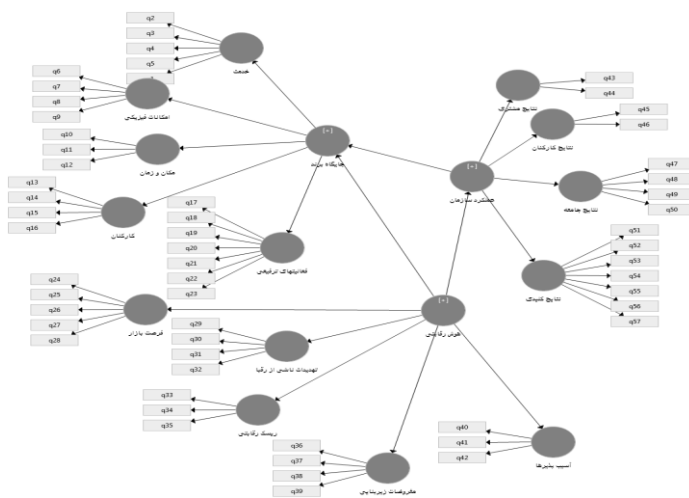 q2
q3
q4
q5
خدمت
q6
q7
q8
q9
امکانات فیزیکی
q10
q11
q12
مکان و زمان
q13
q14
q15
q16
کارکنان
[+]
جایگاه برند
q17
q18
q19
q20
q21
q22
q23
فعالیتهای ترفیعی
q43
q44
نتایج مشتری
q45
q46
نتایج کارکنان
[+]
عملکرد سازمان
q47
q48
q49
q50
نتایج جامعه
q51
q52
q53
q54
q55
q56
q57
نتایج کلیدی
q24
q25
q26
q27
q28
فرصت بازار
[+]
هوش رقابتی
q29
q30
q31
q32
تهدیدات ناشی از رقبا
q33
q34
q35
ریسک رقابتی
q36
q37
q38
q39
مفروضات زیربنایی
q40
q41
q42
آسیب پذیرها